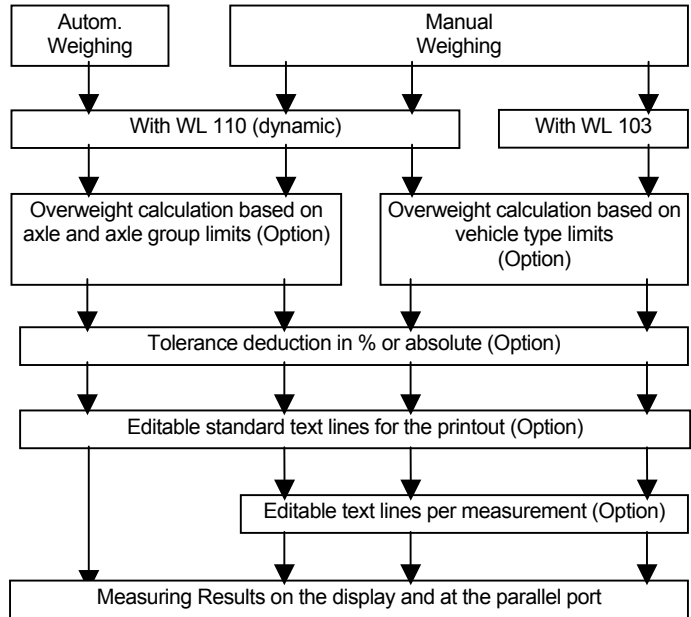 Autom.
Weighing
Manual
Weighing
With WL 110 (dynamic)
With WL 103
Overweight calculation based on
axle and axle group limits (Option)
Overweight calculation based on
vehicle type limits
(Option)
Tolerance deduction in % or absolute (Option)
Editable standard text lines for the printout (Option)
Editable text lines per measurement (Option)
Measuring Results on the display and at the parallel port